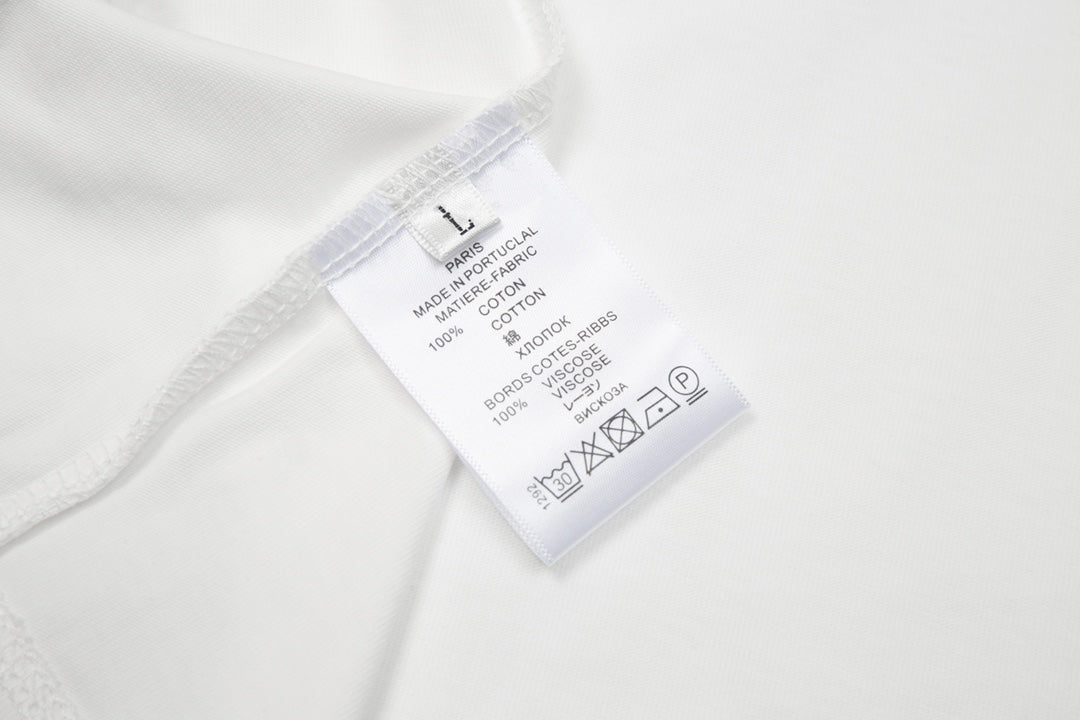 L
PARIS
MADE IN PORTUCLAL
MATIERE-FABRIC
100% COTON
COTTON
綿
ХЛОПОК
BORDS COTES-RIBBS
100% VISCOSE
VISCOSE
レーヨン
ВИСКОЗА
30
P
1292